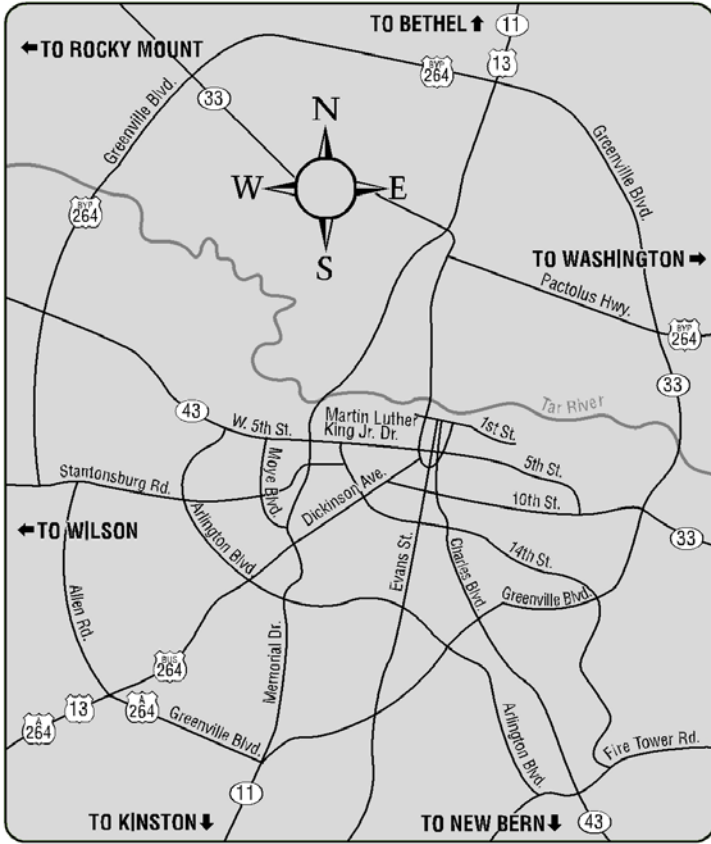 TO BETHEL
11
TO ROCKY MOUNT
13
BYP
264
Greenville Blvd.
33
N
W
E
S
Greenville Blvd.
BYP
264
TO WASHINGTON
Pactolus Hwy.
BYP
264
33
Tar River
43
W. 5th St.
Martin Luther
King Jr. Dr.
1st St.
5th St.
Moye Blvd.
Stantonsburg Rd.
Dickinson Ave.
10th St.
TO WILSON
Arlington Blvd.
Evans St.
Charles Blvd.
14th St.
33
Allen Rd.
Greenville Blvd.
BUS
264
Memorial Dr.
A
264
13
A
264
Greenville Blvd.
Arlington Blvd.
Fire Tower Rd.
11
TO KINSTON
TO NEW BERN
43